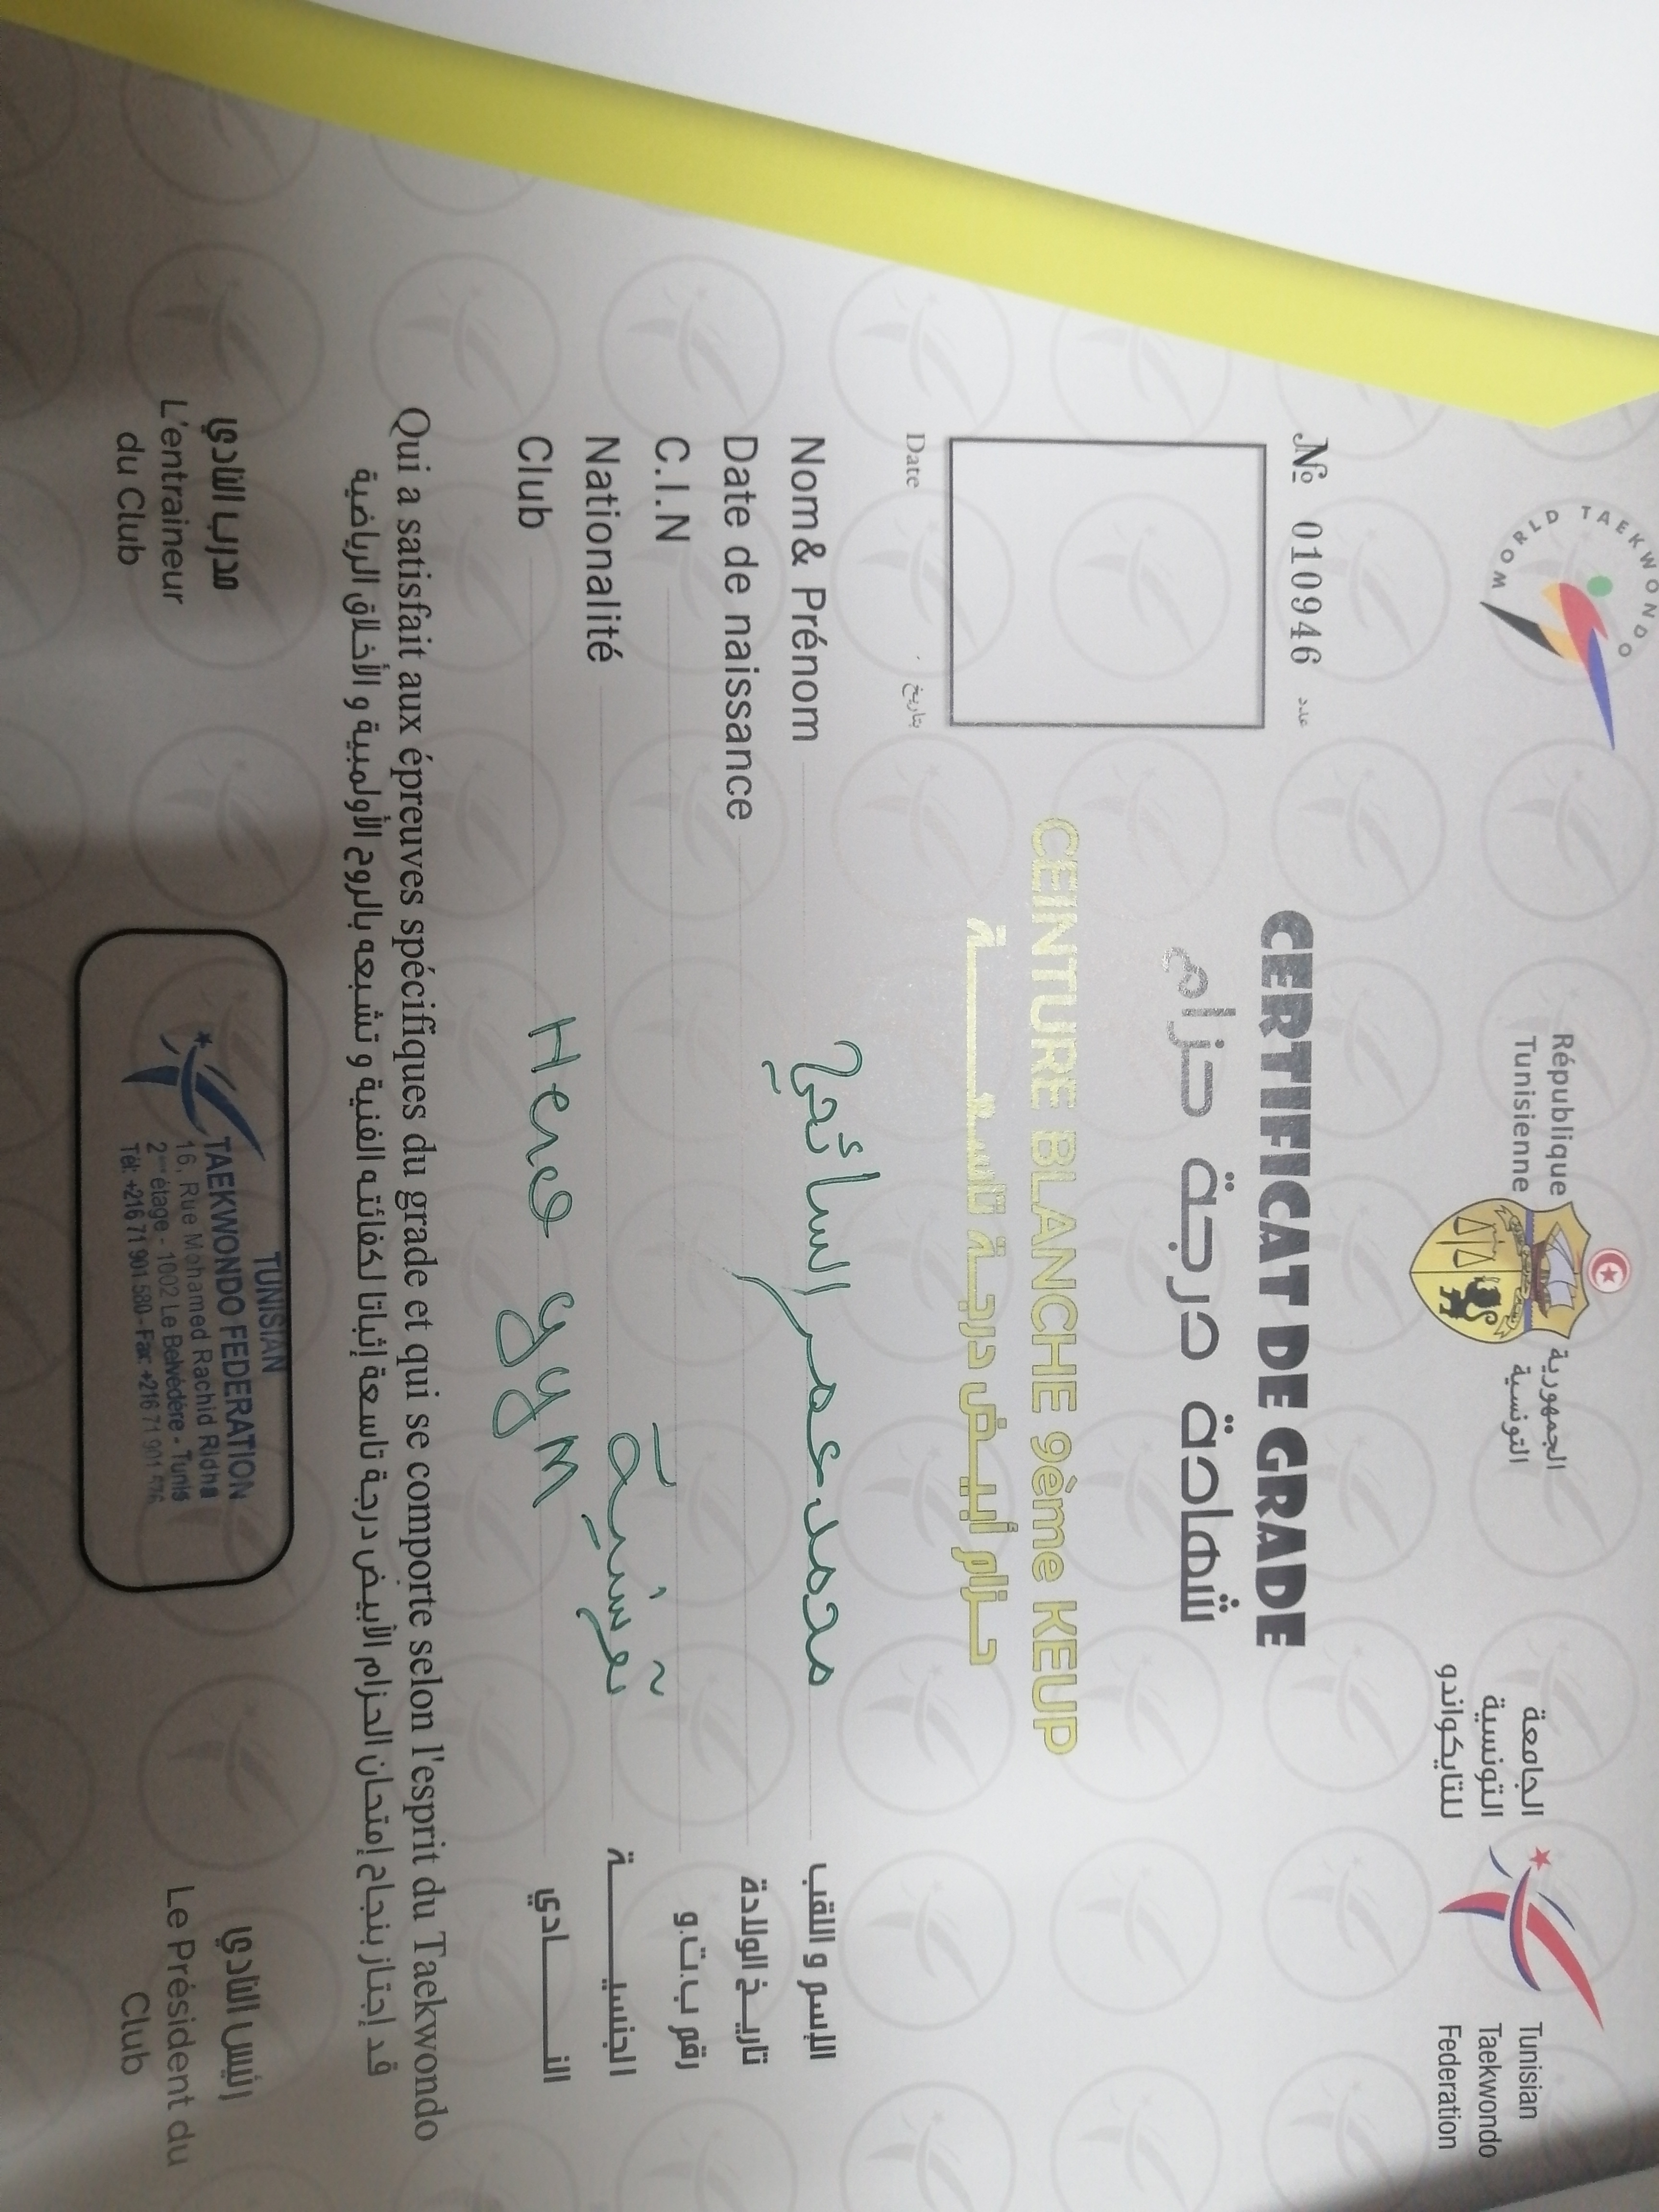 WORLD TAEKWONDO
République
Tunisienne
الجمهورية
التونسية
الجامعة
التونسية
للتايكواندو
Tunisian
Taekwondo
Federation
№ 010946 عدد
CERTIFICAT DE GRADE
شهادة درجة حزام
CEINTURE BLANCHE 9ème KEUP
حزام أبيض درجة تاسعة
Date بتاريخ
Nom & Prénom محمد عمر السائحي الإسم و اللقب
Date de naissance تاريخ الولادة
C.I.N رقم ب.ت.و
Nationalité تونسية الجنسية
Club Hero gym النادي
Qui a satisfait aux épreuves spécifiques du grade et qui se comporte selon l'esprit du Taekwondo
قد إجتاز بنجاح إمتحان الحزام الأبيض درجة تاسعة إثباتا لكفائته الفنية و تشبعه بالروح الأولمبية و الأخلاق الرياضية
مدرب النادي
L'entraineur
du Club
TUNISIAN
TAEKWONDO FEDERATION
16, Rue Mohamed Rachid Ridha
2ème étage - 1002 Le Belvédère - Tunis
Tél: +216 71 901 580 - Fax: +216 71 901 576
رئيس النادي
Le Président du
Club